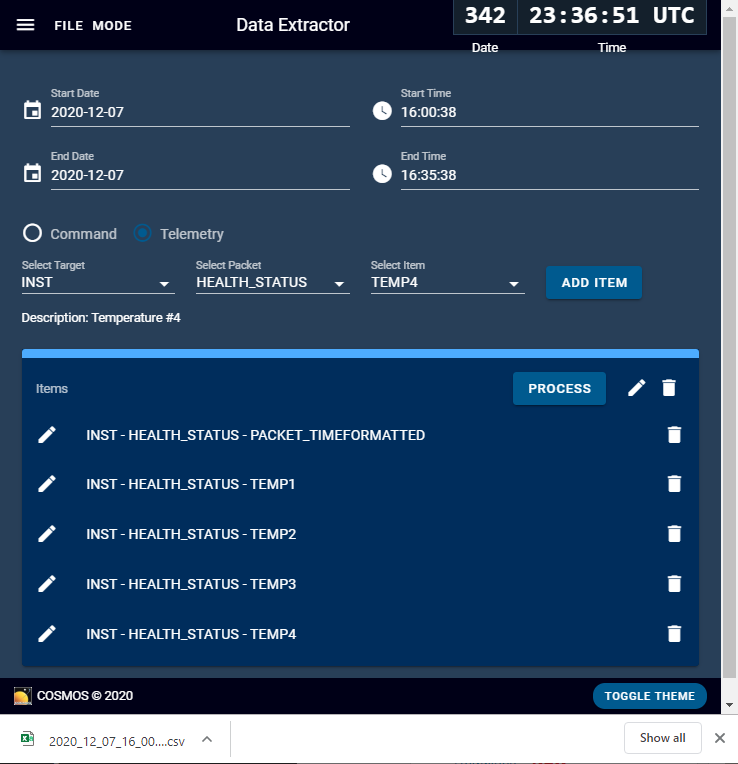 FILE MODE Data Extractor 342 23:36:51 UTC
Date Time
Start Date Start Time
2020-12-07 16:00:38
End Date End Time
2020-12-07 16:35:38
Command Telemetry
Select Target Select Packet Select Item
INST HEALTH_STATUS TEMP4 ADD ITEM
Description: Temperature #4
Items PROCESS
INST - HEALTH_STATUS - PACKET_TIMEFORMATTED
INST - HEALTH_STATUS - TEMP1
INST - HEALTH_STATUS - TEMP2
INST - HEALTH_STATUS - TEMP3
INST - HEALTH_STATUS - TEMP4
COSMOS © 2020 TOGGLE THEME
2020_12_07_16_00....csv Show all